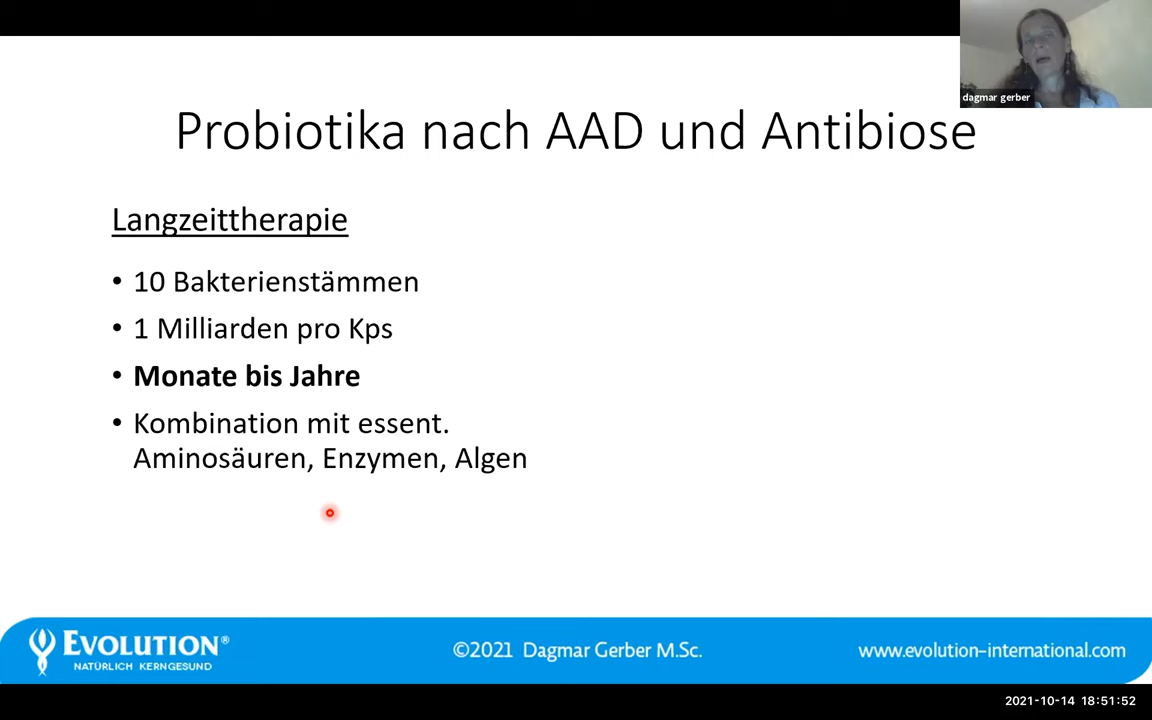 dagmar gerber
Probiotika nach AAD und Antibiose
Langzeittherapie
• 10 Bakterienstämmen
• 1 Milliarden pro Kps
• Monate bis Jahre
• Kombination mit essent.
Aminosäuren, Enzymen, Algen
EVOLUTION®
NATÜRLICH KERNGESUND
©2021 Dagmar Gerber M.Sc.
www.evolution-international.com
2021-10-14 18:51:52